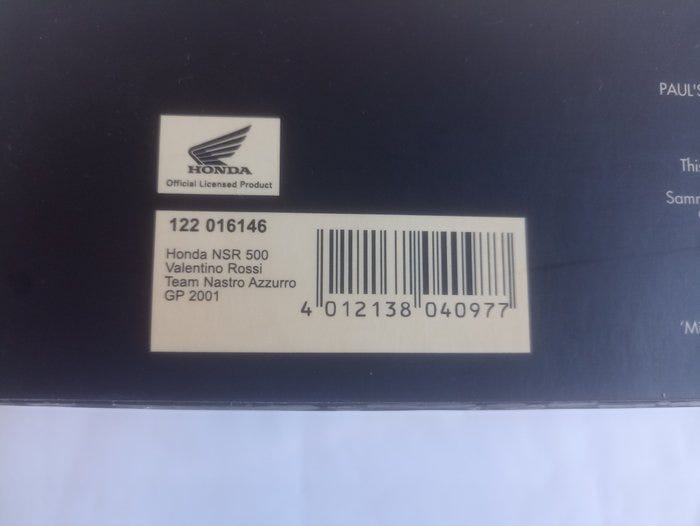 HONDA
Official Licensed Product
122 016146
Honda NSR 500
Valentino Rossi
Team Nastro Azzurro
GP 2001
4 012138 040977
PAUL'S
This
Samm
'Mi